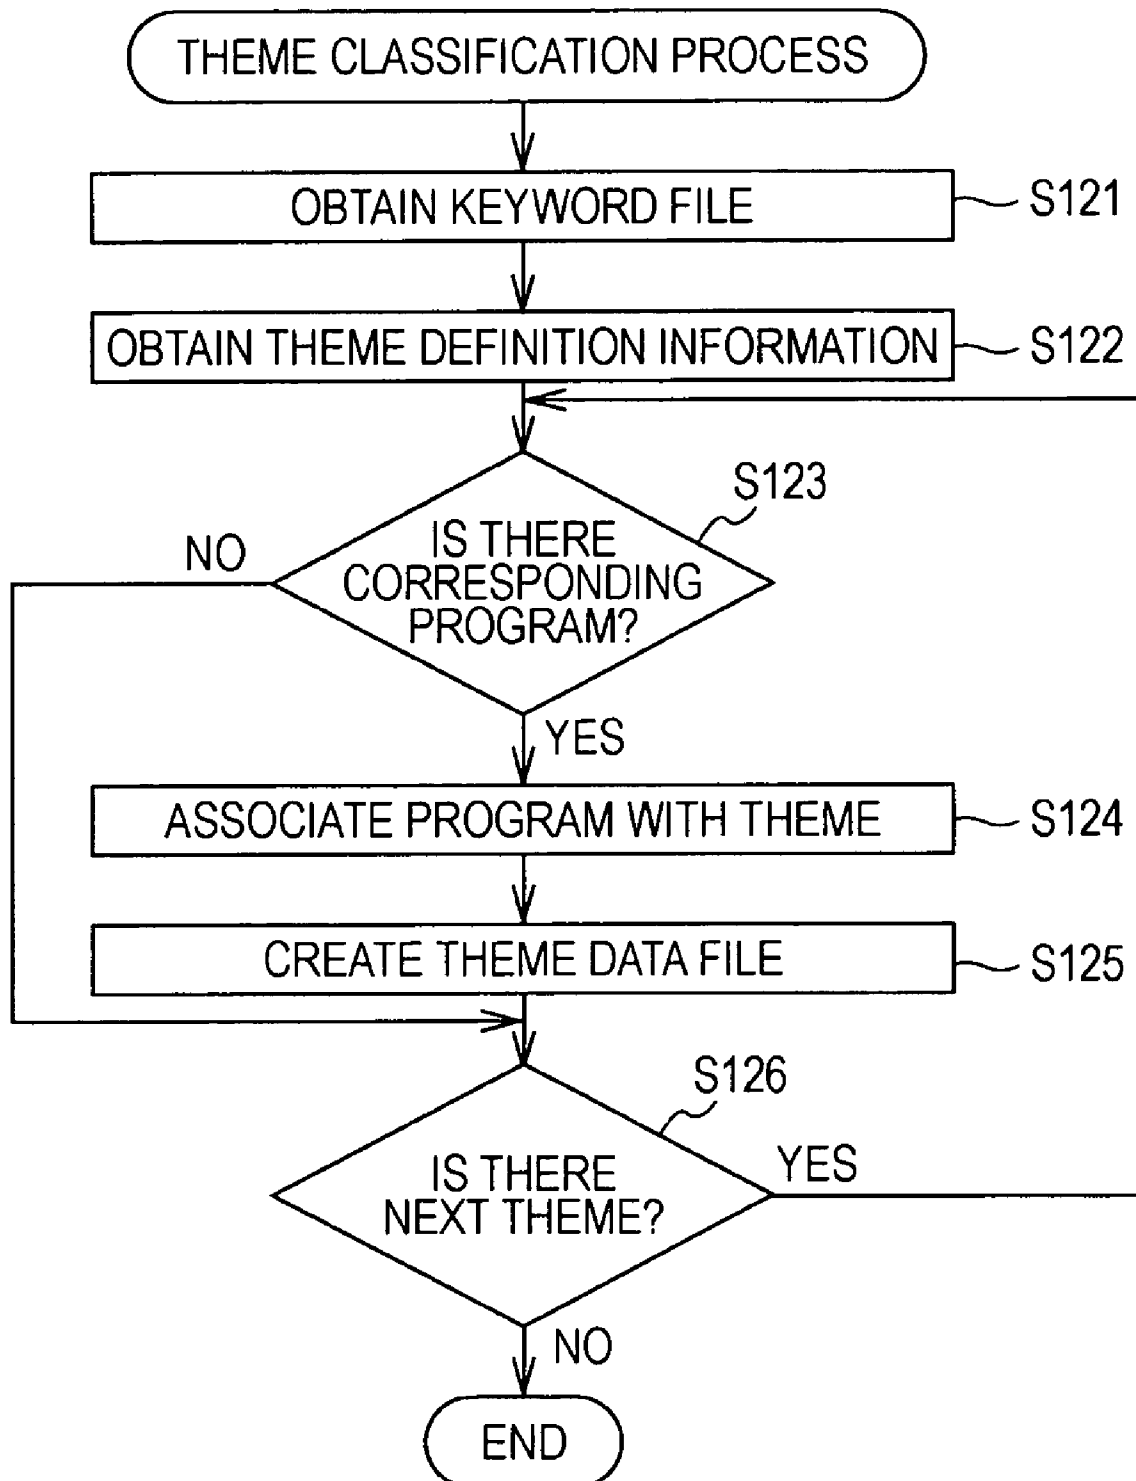 THEME CLASSIFICATION PROCESS
OBTAIN KEYWORD FILE
S121
OBTAIN THEME DEFINITION INFORMATION
S122
S123
IS THERE
CORRESPONDING
PROGRAM?
NO
YES
ASSOCIATE PROGRAM WITH THEME
S124
CREATE THEME DATA FILE
S125
S126
IS THERE
NEXT THEME?
YES
NO
END